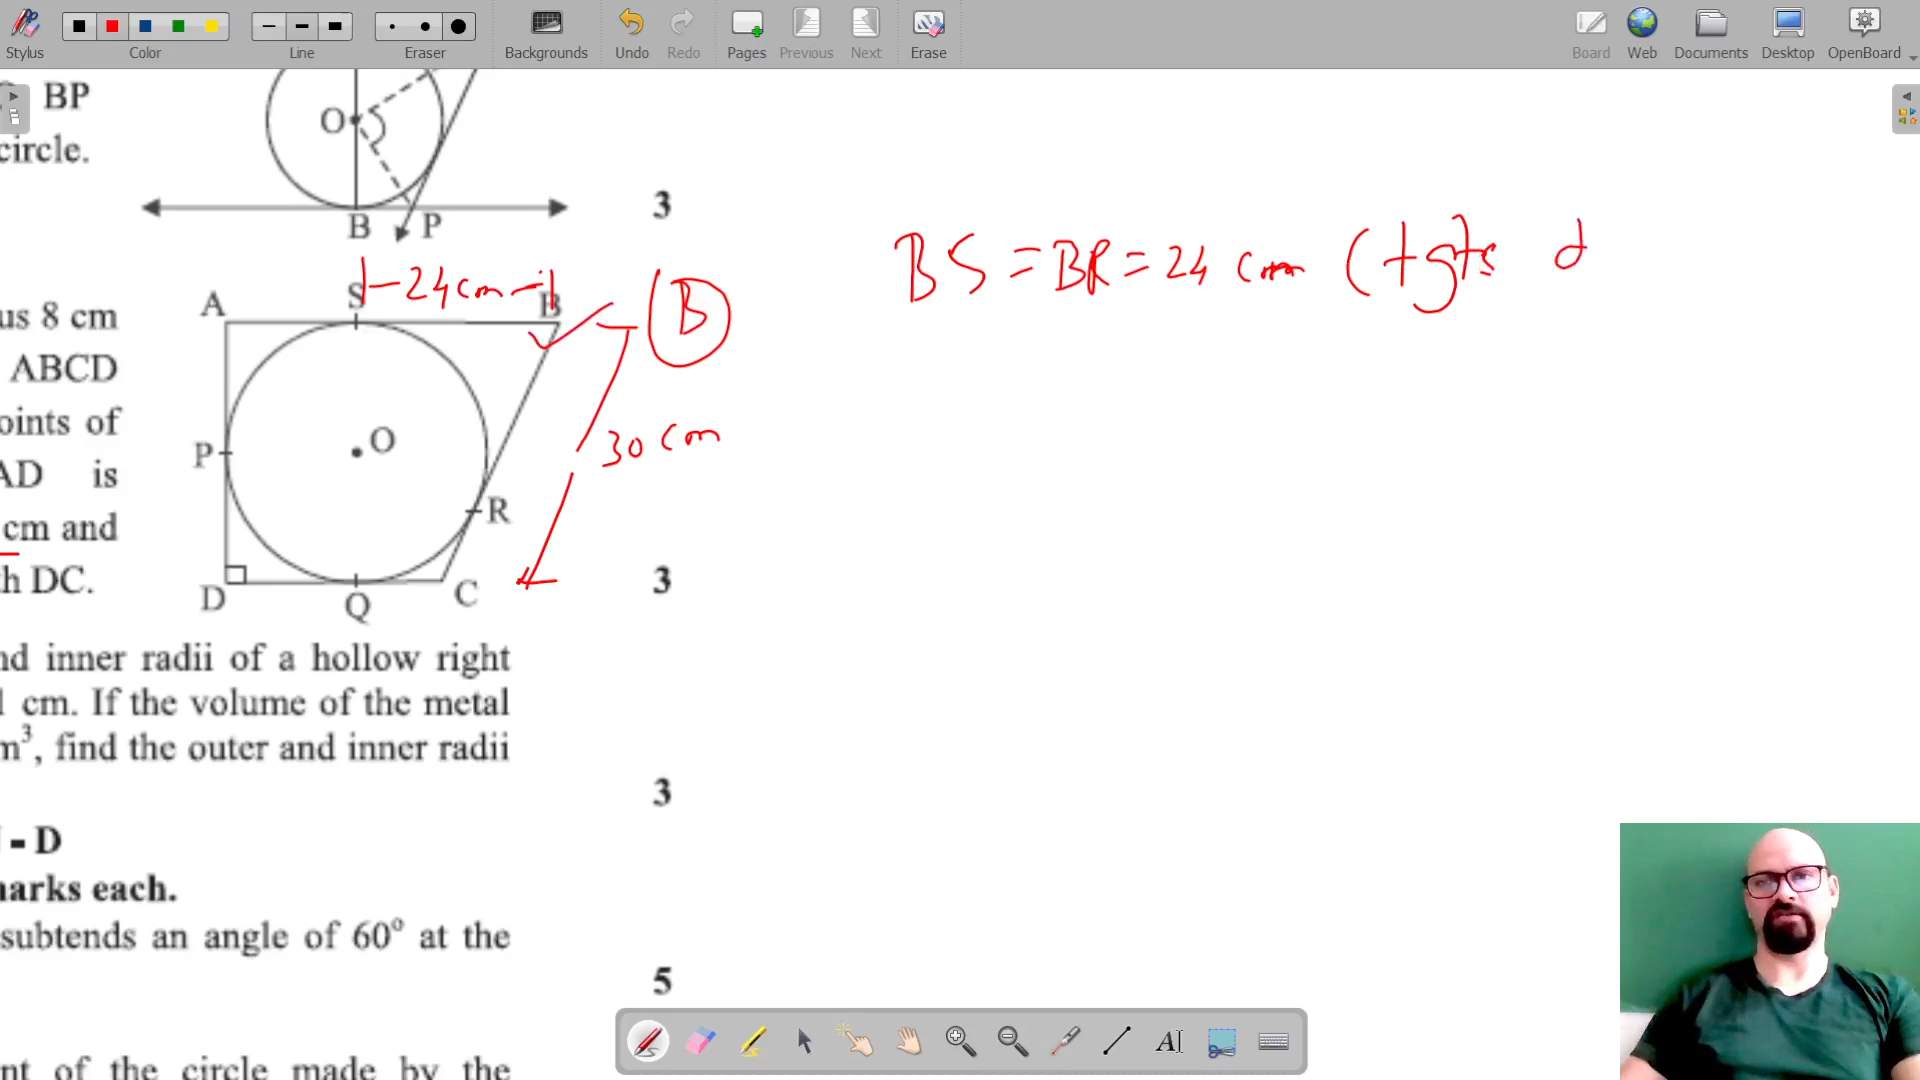 Stylus
Color
Line
Eraser
Backgrounds
Undo
Redo
Pages
Previous
Next
Erase
Board
Web
Documents
Desktop
OpenBoard
BP
circle.
O
B
P
3
BS = BR = 24 cm (tgts
24 cm
A
S
B
B
us 8 cm
ABCD
oints of
AD is
cm and
h DC.
P
O
30 cm
R
D
Q
C
3
nd inner radii of a hollow right
cm. If the volume of the metal
m³, find the outer and inner radii
3
- D
marks each.
subtends an angle of 60° at the
5
nt of the circle made by the